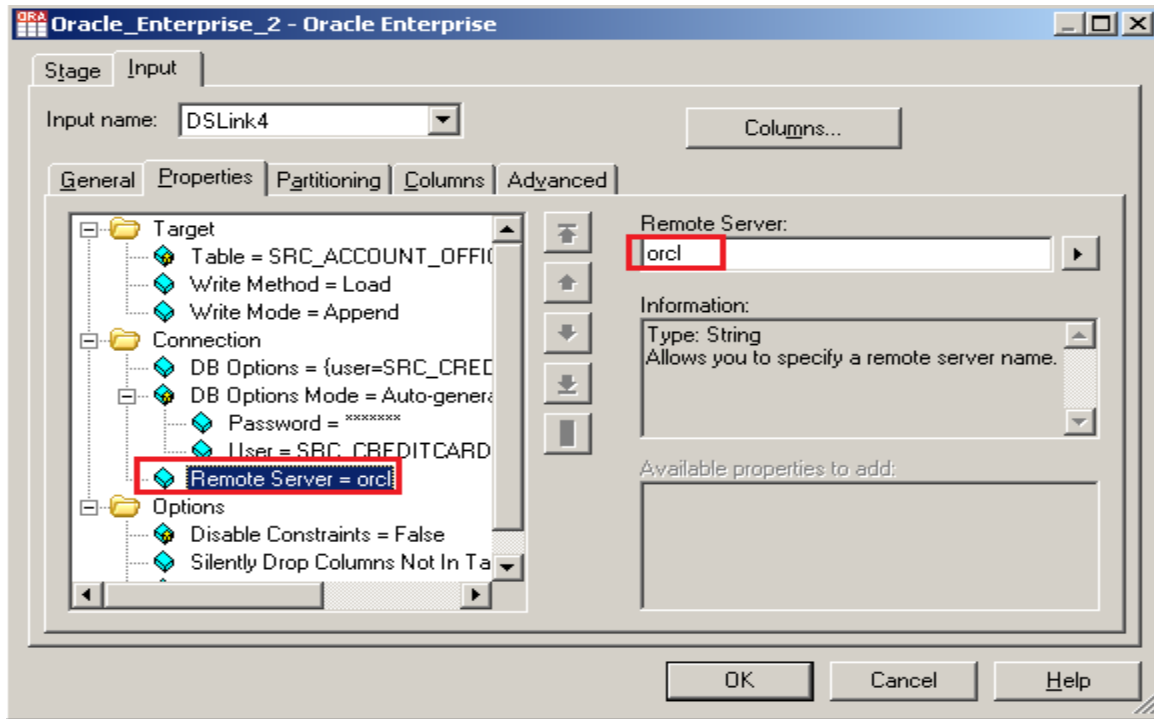 Oracle_Enterprise_2 - Oracle Enterprise
Stage Input
Input name: DSLink4
Columns...
General Properties Partitioning Columns Advanced
Target
Table = SRC_ACCOUNT_OFFI
Write Method = Load
Write Mode = Append
Connection
DB Options = {user=SRC_CRED
DB Options Mode = Auto-genera
Password = *******
User = SRC_CREDITCARD
Remote Server = orcl
Options
Disable Constraints = False
Silently Drop Columns Not In Ta
Remote Server:
orcl
Information:
Type: String
Allows you to specify a remote server name.
Available properties to add:
OK Cancel Help